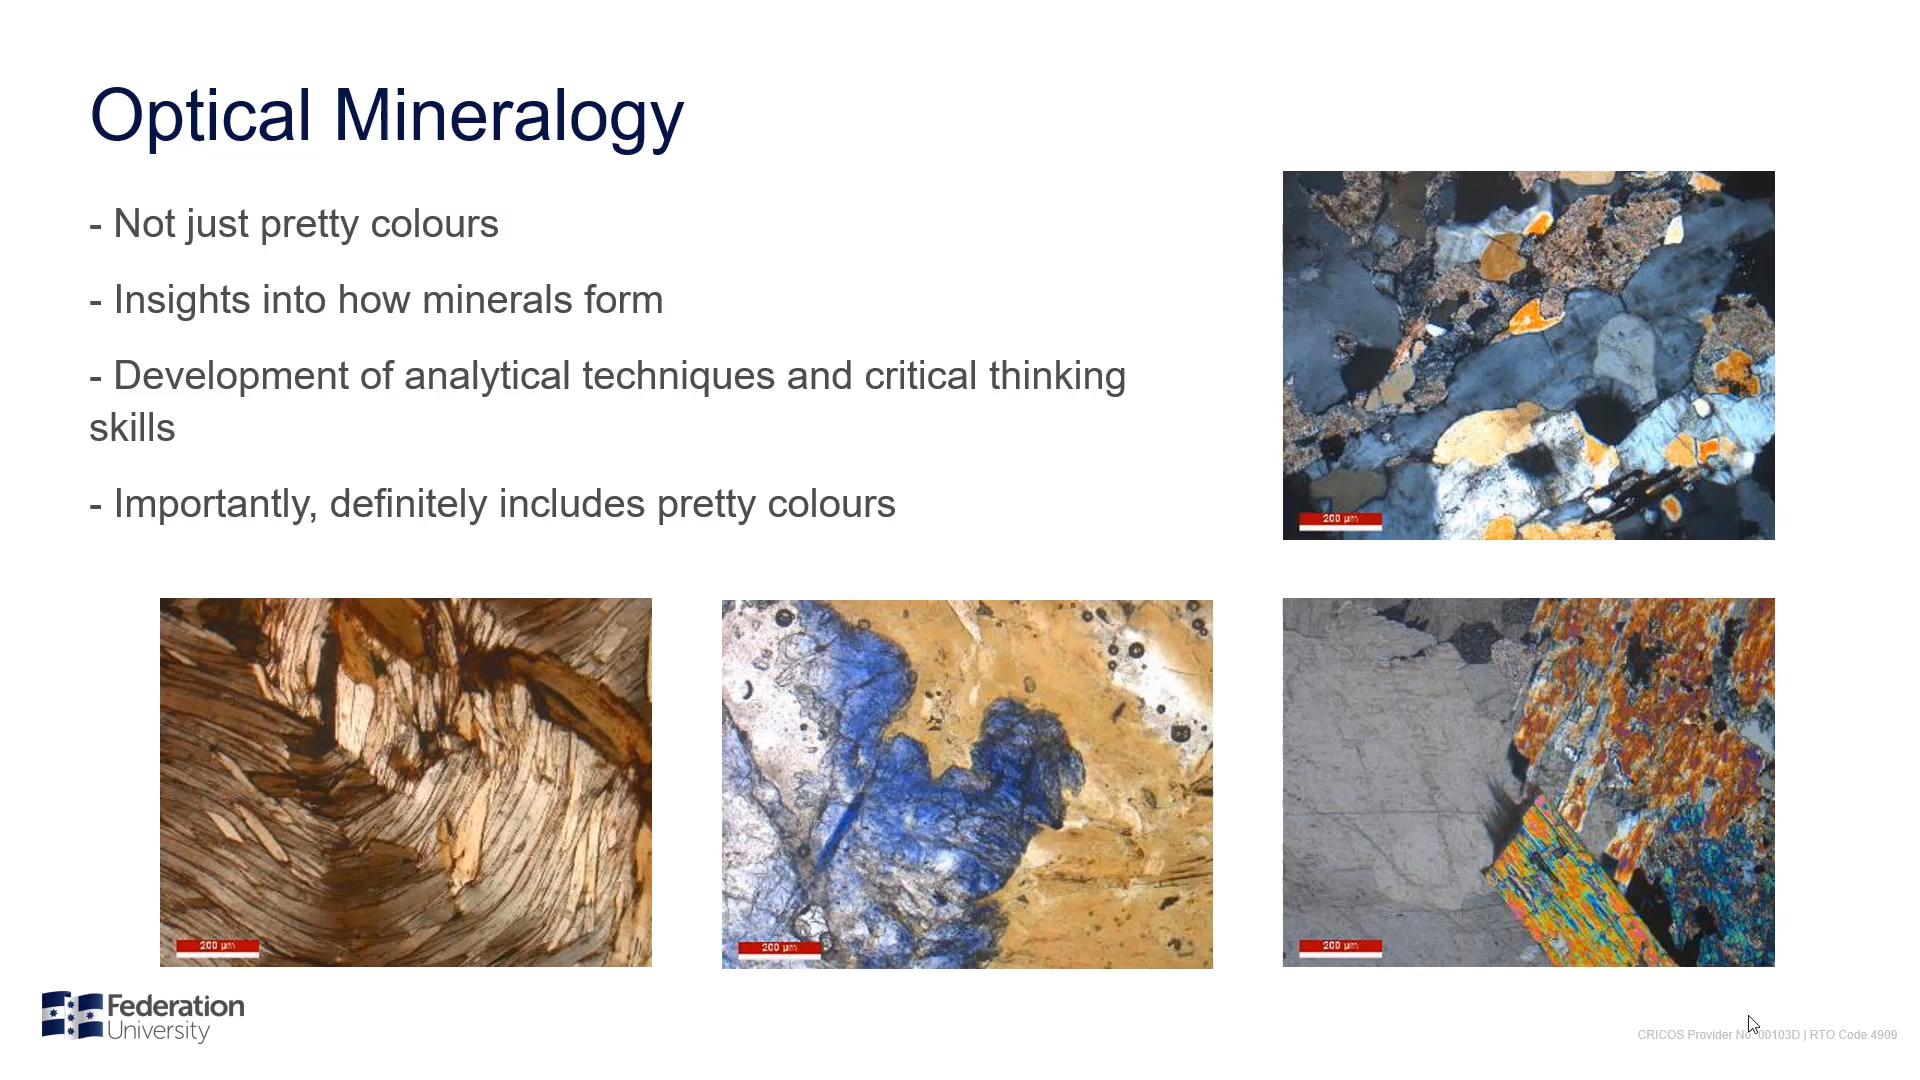 Optical Mineralogy
- Not just pretty colours
- Insights into how minerals form
- Development of analytical techniques and critical thinking
skills
- Importantly, definitely includes pretty colours
200 µm
200 µm
200 µm
200 µm
Federation
University
CRICOS Provider No. 00103D | RTO Code 4909